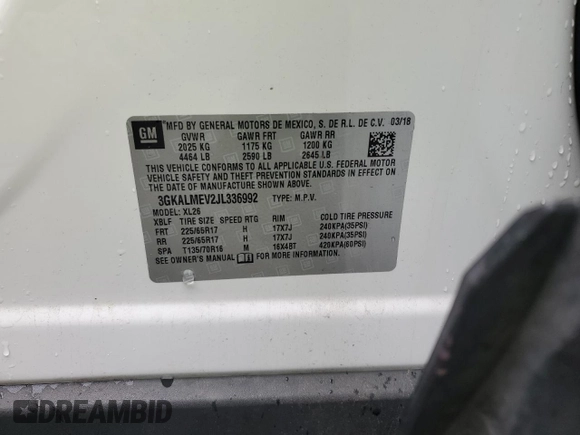 GM
MFG BY GENERAL MOTORS DE MEXICO, S. DE R.L. DE C.V. 03/18
GVWR GAWR FRT GAWR RR
2025 KG 1175 KG 1200 KG
4464 LB 2590 LB 2645 LB
THIS VEHICLE CONFORMS TO ALL APPLICABLE U.S. FEDERAL MOTOR
VEHICLE SAFETY AND THEFT PREVENTION STANDARDS IN EFFECT
ON THE DATE OF MANUFACTURE SHOWN ABOVE.
3GKALMEV2JL336992 TYPE: M.P.V.
MODEL: XL26
XBLF TIRE SIZE SPEED RTG RIM COLD TIRE PRESSURE
FRT 225/65R17 H 17X7J 240KPA(35PSI)
RR 225/65R17 H 17X7J 240KPA(35PSI)
SPA T135/70R16 M 16X4BT 420KPA(60PSI)
SEE OWNER'S MANUAL FOR MORE INFORMATION.
DREAMBID